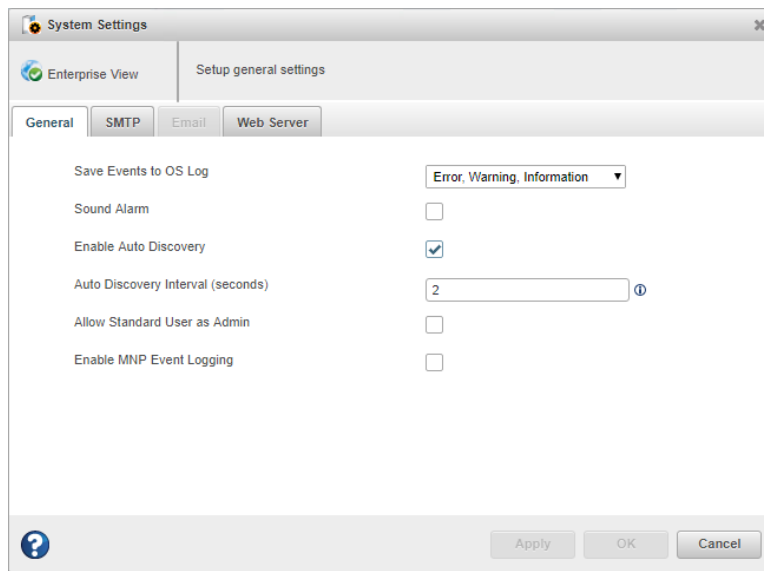 System Settings
Enterprise View
Setup general settings
General
SMTP
Email
Web Server
Save Events to OS Log
Error, Warning, Information
Sound Alarm
Enable Auto Discovery
Auto Discovery Interval (seconds)
2
Allow Standard User as Admin
Enable MNP Event Logging
?
Apply
OK
Cancel